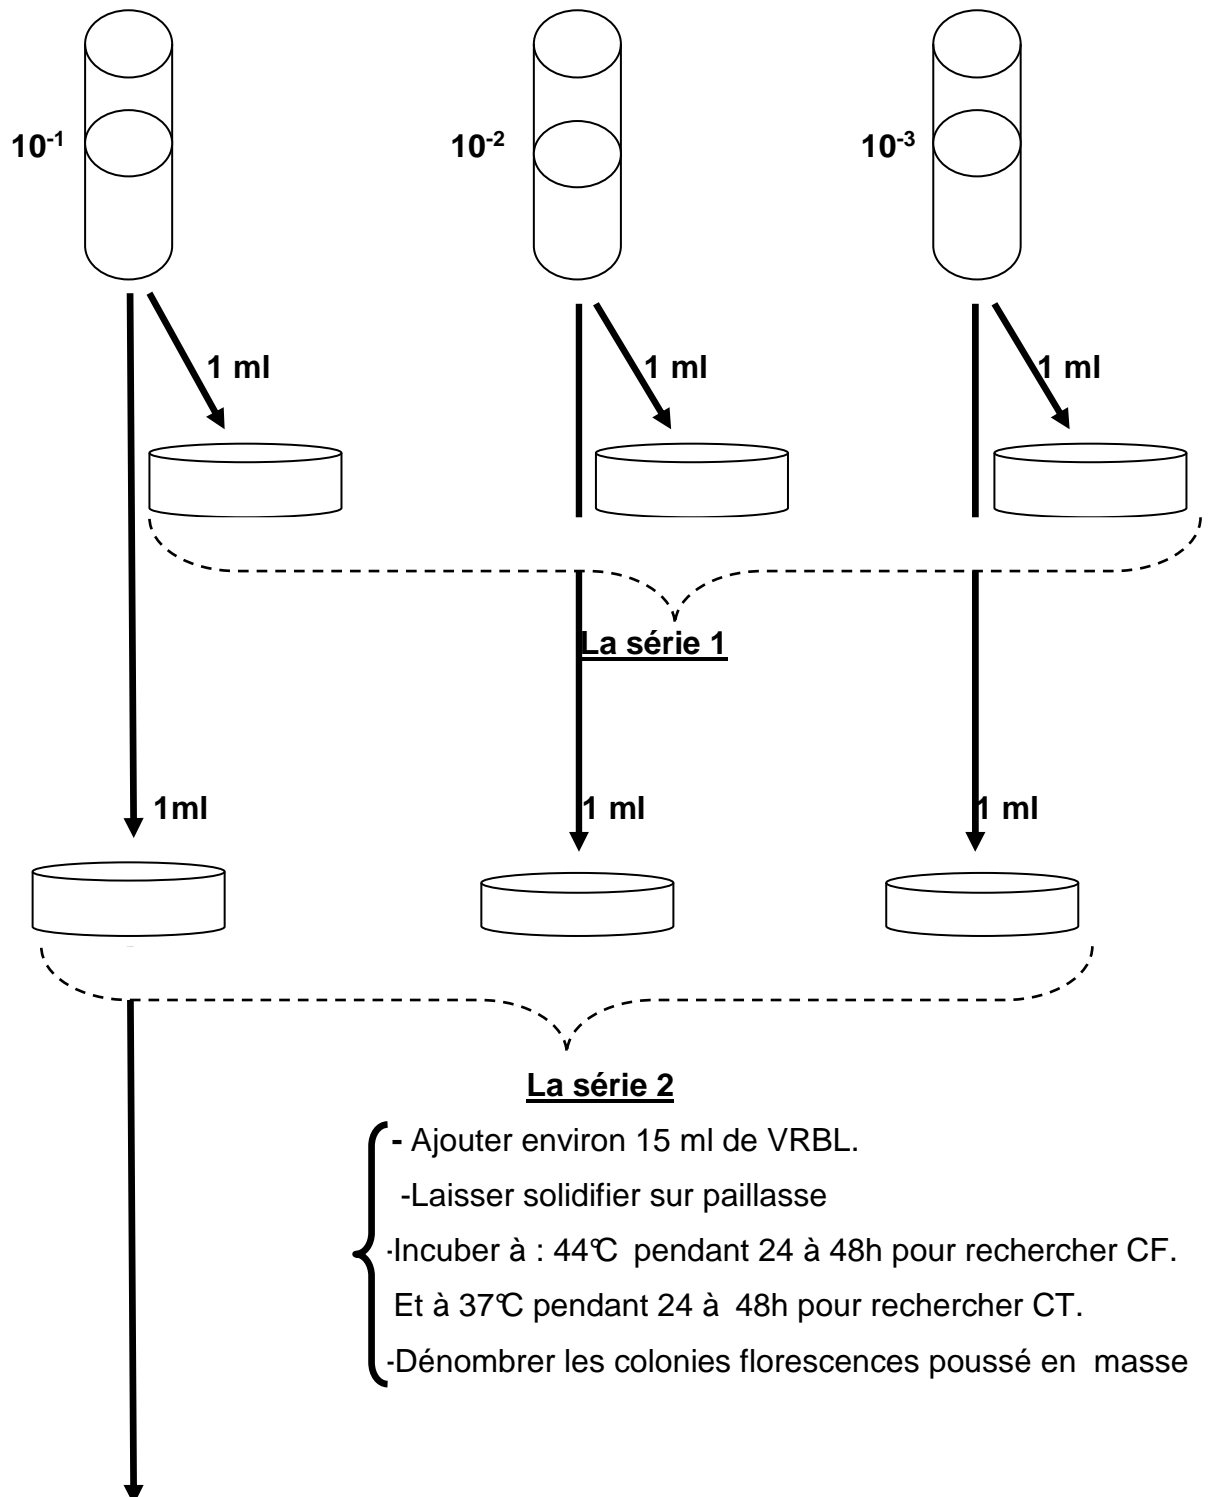 10-1 10-2 10-3
1 ml 1 ml 1 ml
La série 1
1ml 1 ml 1 ml
La série 2
- Ajouter environ 15 ml de VRBL.
-Laisser solidifier sur paillasse
-Incuber à : 44°C pendant 24 à 48h pour rechercher CF.
Et à 37°C pendant 24 à 48h pour rechercher CT.
-Dénombrer les colonies florescences poussé en masse